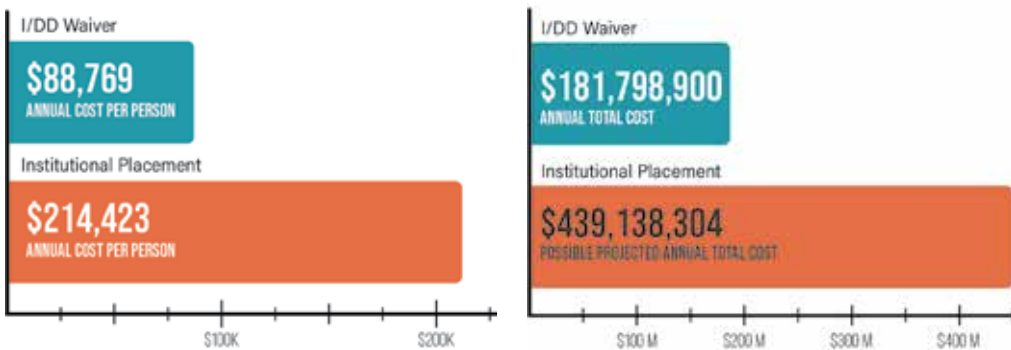 I/DD Waiver
$88,769
ANNUAL COST PER PERSON
Institutional Placement
$214,423
ANNUAL COST PER PERSON
$100K
$200K
I/DD Waiver
$181,798,900
ANNUAL TOTAL COST
Institutional Placement
$439,138,304
POSSIBLE PROJECTED ANNUAL TOTAL COST
$100 M
$200 M
$300 M
$400 M